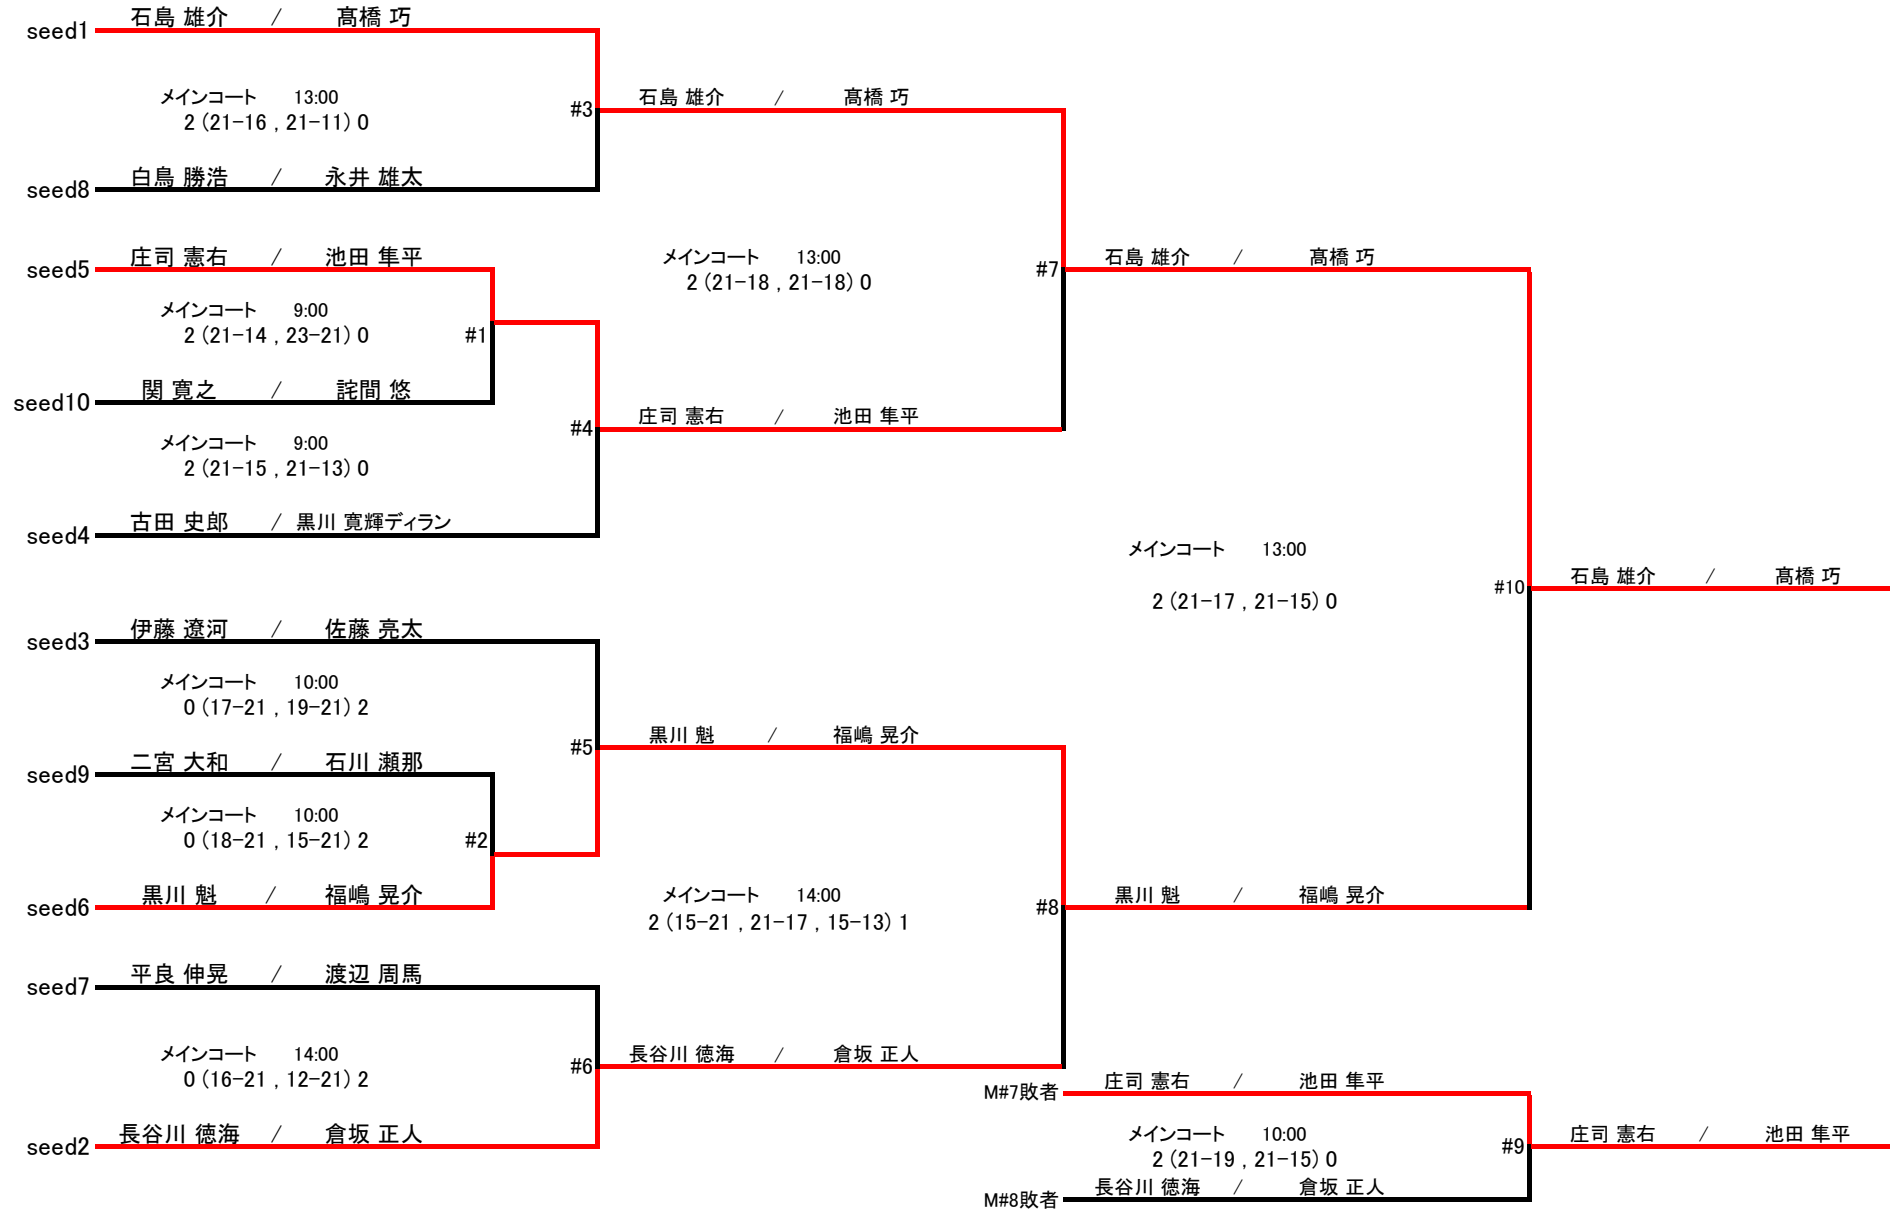 石島 雄介 / 髙橋 巧
seed1
メインコート 13:00
2 (21-16 , 21-11) 0
#3
白鳥 勝浩 / 永井 雄太
seed8
庄司 憲右 / 池田 隼平
seed5
メインコート 9:00
2 (21-14 , 23-21) 0
#1
関 寛之 / 詫間 悠
seed10
メインコート 9:00
2 (21-15 , 21-13) 0
#4
古田 史郎 / 黒川 寛輝ディラン
seed4
伊藤 遼河 / 佐藤 亮太
seed3
メインコート 10:00
0 (17-21 , 19-21) 2
#5
二宮 大和 / 石川 瀬那
seed9
メインコート 10:00
0 (18-21 , 15-21) 2
#2
黒川 魁 / 福嶋 晃介
seed6
平良 伸晃 / 渡辺 周馬
seed7
メインコート 14:00
0 (16-21 , 12-21) 2
#6
長谷川 徳海 / 倉坂 正人
seed2
石島 雄介 / 髙橋 巧
メインコート 13:00
2 (21-18 , 21-18) 0
#7
庄司 憲右 / 池田 隼平
黒川 魁 / 福嶋 晃介
メインコート 14:00
2 (15-21 , 21-17 , 15-13) 1
#8
長谷川 徳海 / 倉坂 正人
石島 雄介 / 髙橋 巧
メインコート 13:00
2 (21-17 , 21-15) 0
#10
黒川 魁 / 福嶋 晃介
石島 雄介 / 髙橋 巧
庄司 憲右 / 池田 隼平
M#7敗者
メインコート 10:00
2 (21-19 , 21-15) 0
#9
長谷川 徳海 / 倉坂 正人
M#8敗者
庄司 憲右 / 池田 隼平